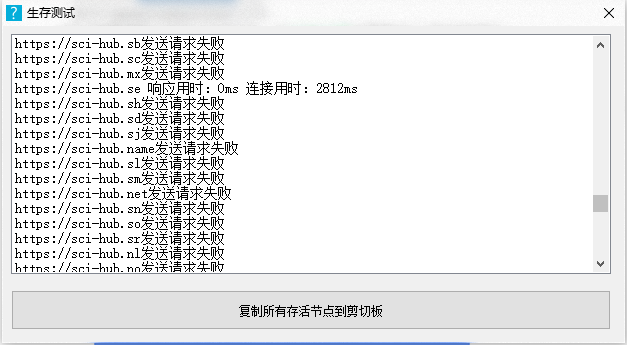 生存测试
https://sci-hub.sb发送请求失败
https://sci-hub.sc发送请求失败
https://sci-hub.mx发送请求失败
https://sci-hub.se 响应用时：0ms 连接用时：2812ms
https://sci-hub.sh发送请求失败
https://sci-hub.sd发送请求失败
https://sci-hub.sj发送请求失败
https://sci-hub.name发送请求失败
https://sci-hub.sl发送请求失败
https://sci-hub.sm发送请求失败
https://sci-hub.net发送请求失败
https://sci-hub.sn发送请求失败
https://sci-hub.so发送请求失败
https://sci-hub.sr发送请求失败
https://sci-hub.nl发送请求失败
https://sci-hub.no发送请求失败
复制所有存活节点到剪切板